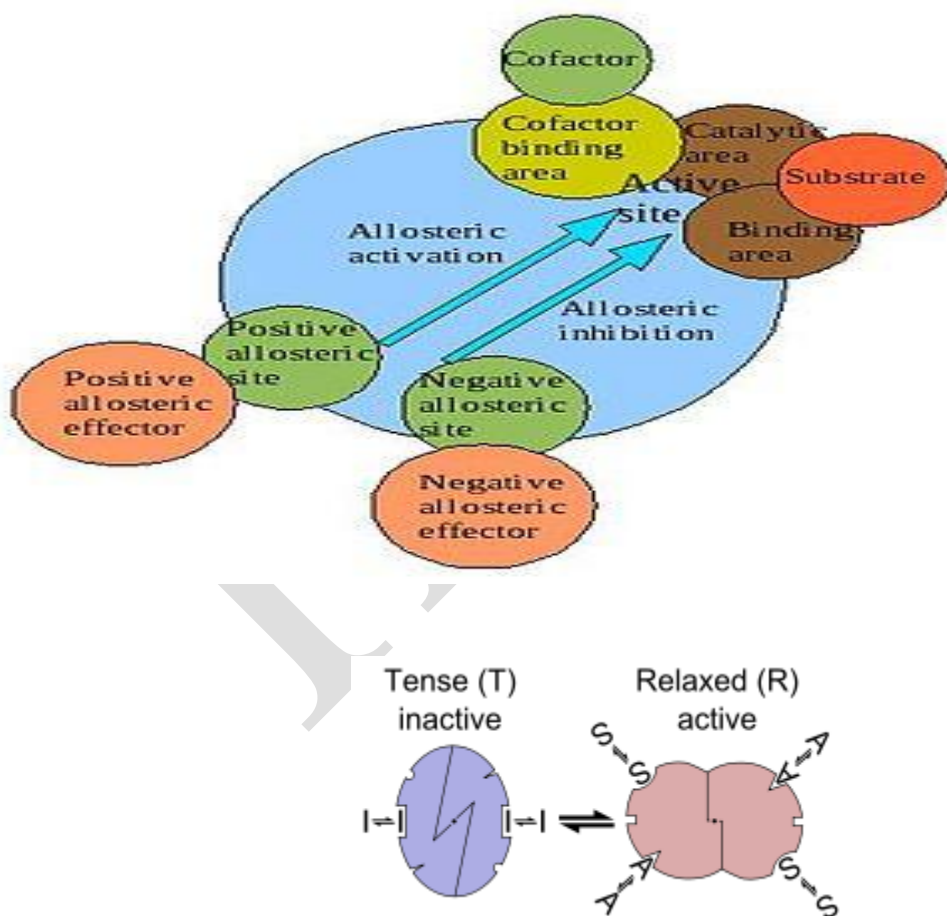 Cofactor
Cofactor
binding
area
Catalytic
area
Active
site
Substrate
Binding
area
Allosteric
activation
Allosteric
inhibition
Positive
allosteric
site
Positive
allosteric
effector
Negative
allosteric
site
Negative
allosteric
effector
Tense (T)
inactive
Relaxed (R)
active
I⇌I
I⇌I
⇌
S⇌S
A⇌A
A⇌A
S⇌S